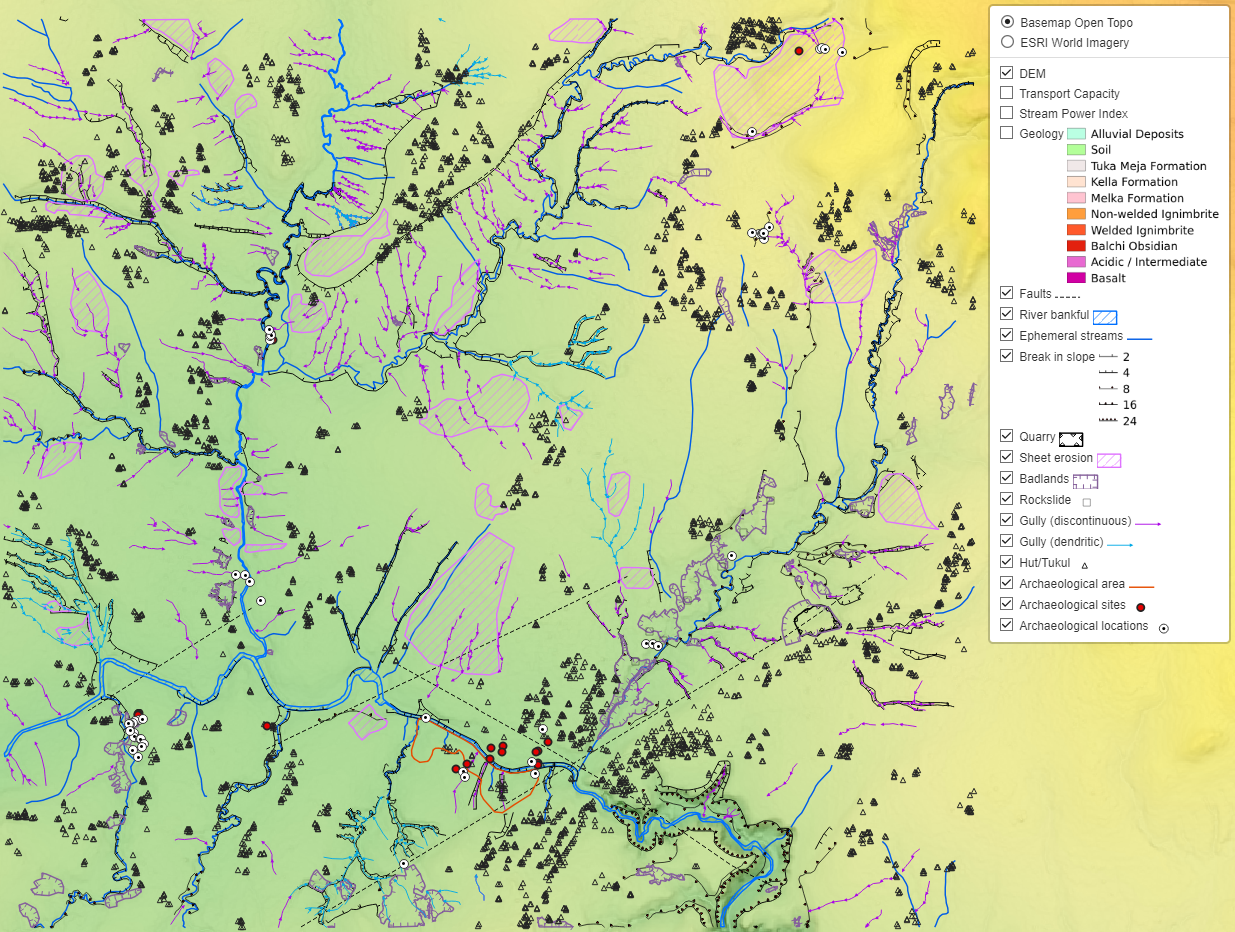 Basemap Open Topo
ESRI World Imagery
DEM
Transport Capacity
Stream Power Index
Geology
Alluvial Deposits
Soil
Tuka Meja Formation
Kella Formation
Melka Formation
Non-welded Ignimbrite
Welded Ignimbrite
Balchi Obsidian
Acidic / Intermediate
Basalt
Faults
River bankful
Ephemeral streams
Break in slope
2
4
8
16
24
Quarry
Sheet erosion
Badlands
Rockslide
Gully (discontinuous)
Gully (dendritic)
Hut/Tukul
Archaeological area
Archaeological sites
Archaeological locations